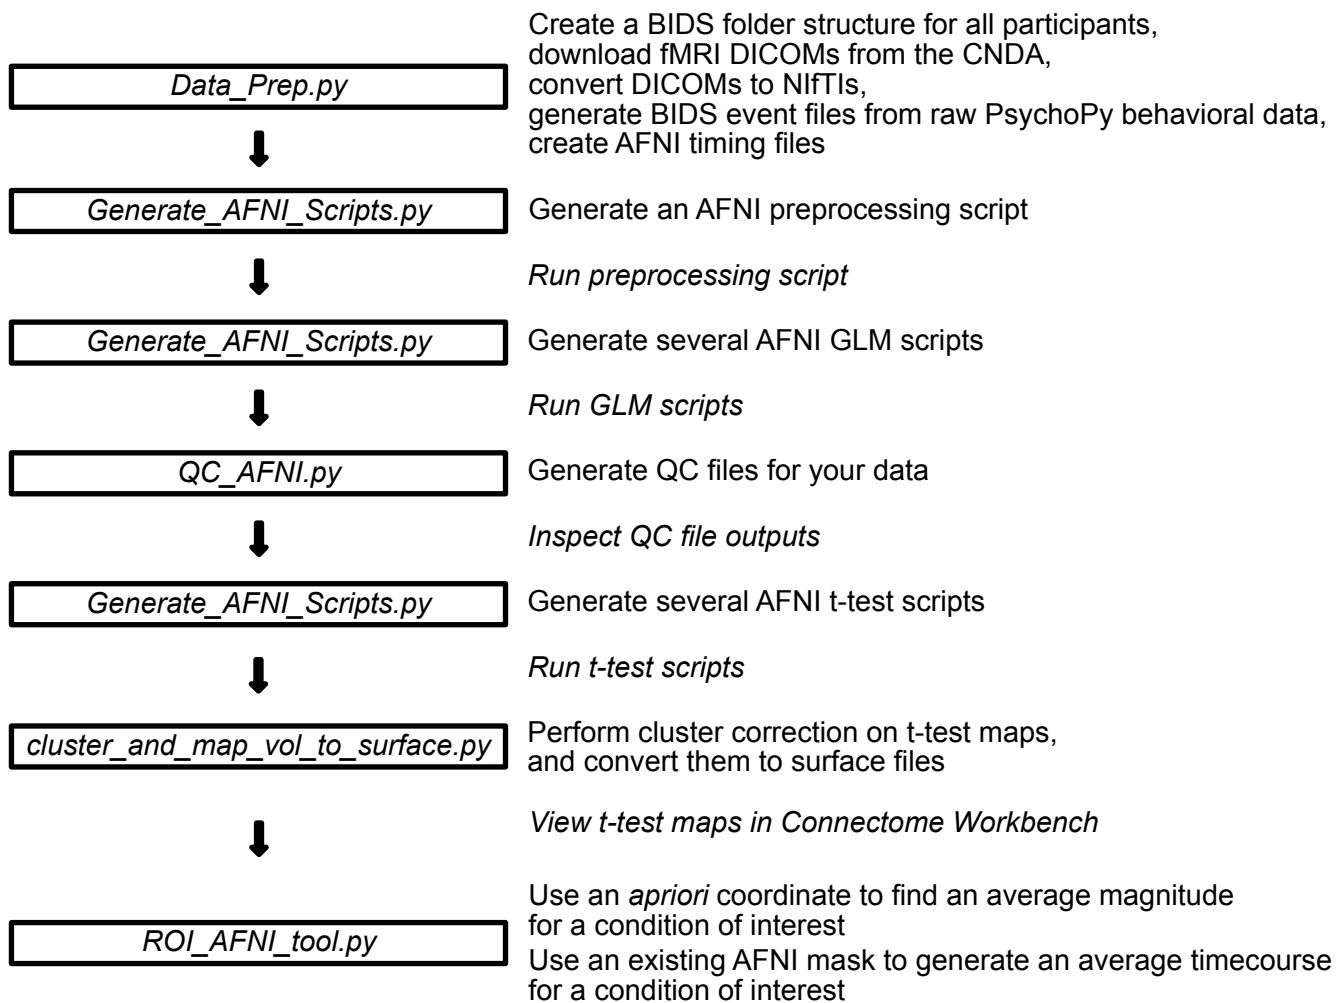 Create a BIDS folder structure for all participants,
download fMRI DICOMs from the CNDA,
Data_Prep.py
convert DICOMs to NIfTIs,
generate BIDS event files from raw PsychoPy behavioral data,
create AFNI timing files
Generate_AFNI_Scripts.py Generate an AFNI preprocessing script
Run preprocessing script
Generate_AFNI_Scripts.py Generate several AFNI GLM scripts
Run GLM scripts
QC_AFNI.py Generate QC files for your data
Inspect QC file outputs
Generate_AFNI_Scripts.py Generate several AFNI t-test scripts
Run t-test scripts
cluster_and_map_vol_to_surface.py
Perform cluster correction on t-test maps,
and convert them to surface files
View t-test maps in Connectome Workbench
ROI_AFNI_tool.py
Use an apriori coordinate to find an average magnitude
for a condition of interest
Use an existing AFNI mask to generate an average timecourse
for a condition of interest